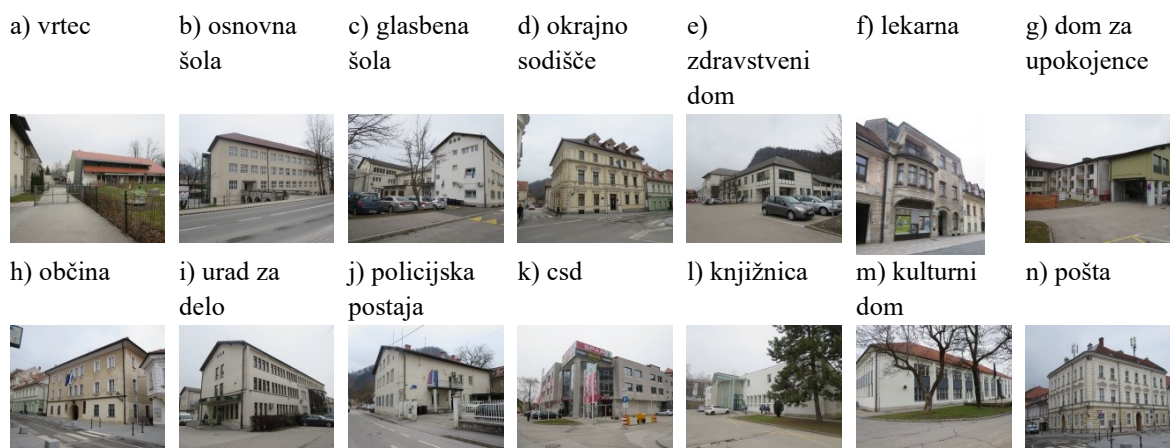 a) vrtec
b) osnovna
šola
c) glasbena
šola
d) okrajno
sodišče
e)
zdravstveni
dom
f) lekarna
g) dom za
upokojence
h) občina
i) urad za
delo
j) policijska
postaja
k) csd
l) knjižnica
m) kulturni
dom
n) pošta